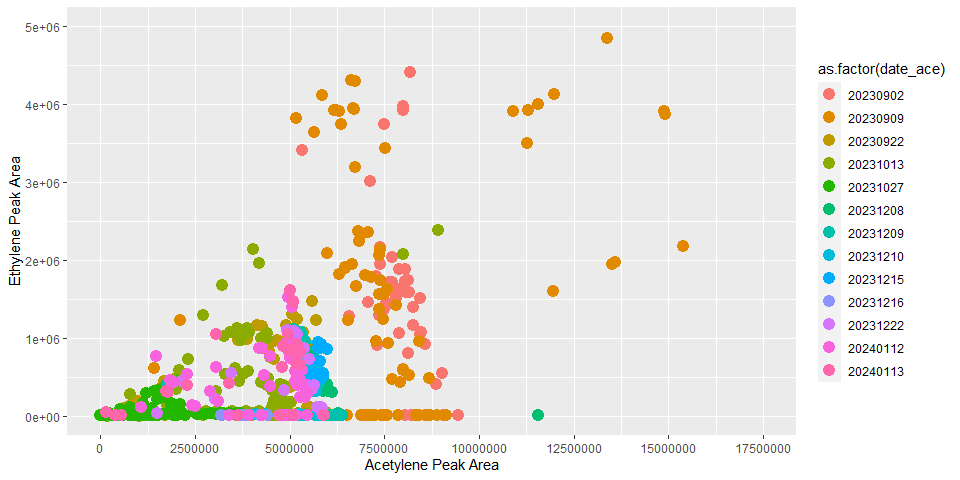 5e+06
4e+06
3e+06
2e+06
1e+06
0e+00
Ethylene Peak Area
0
2500000
5000000
7500000
10000000
12500000
15000000
17500000
Acetylene Peak Area
as.factor(date_ace)
20230902
20230909
20230922
20231013
20231027
20231208
20231209
20231210
20231215
20231216
20231222
20240112
20240113